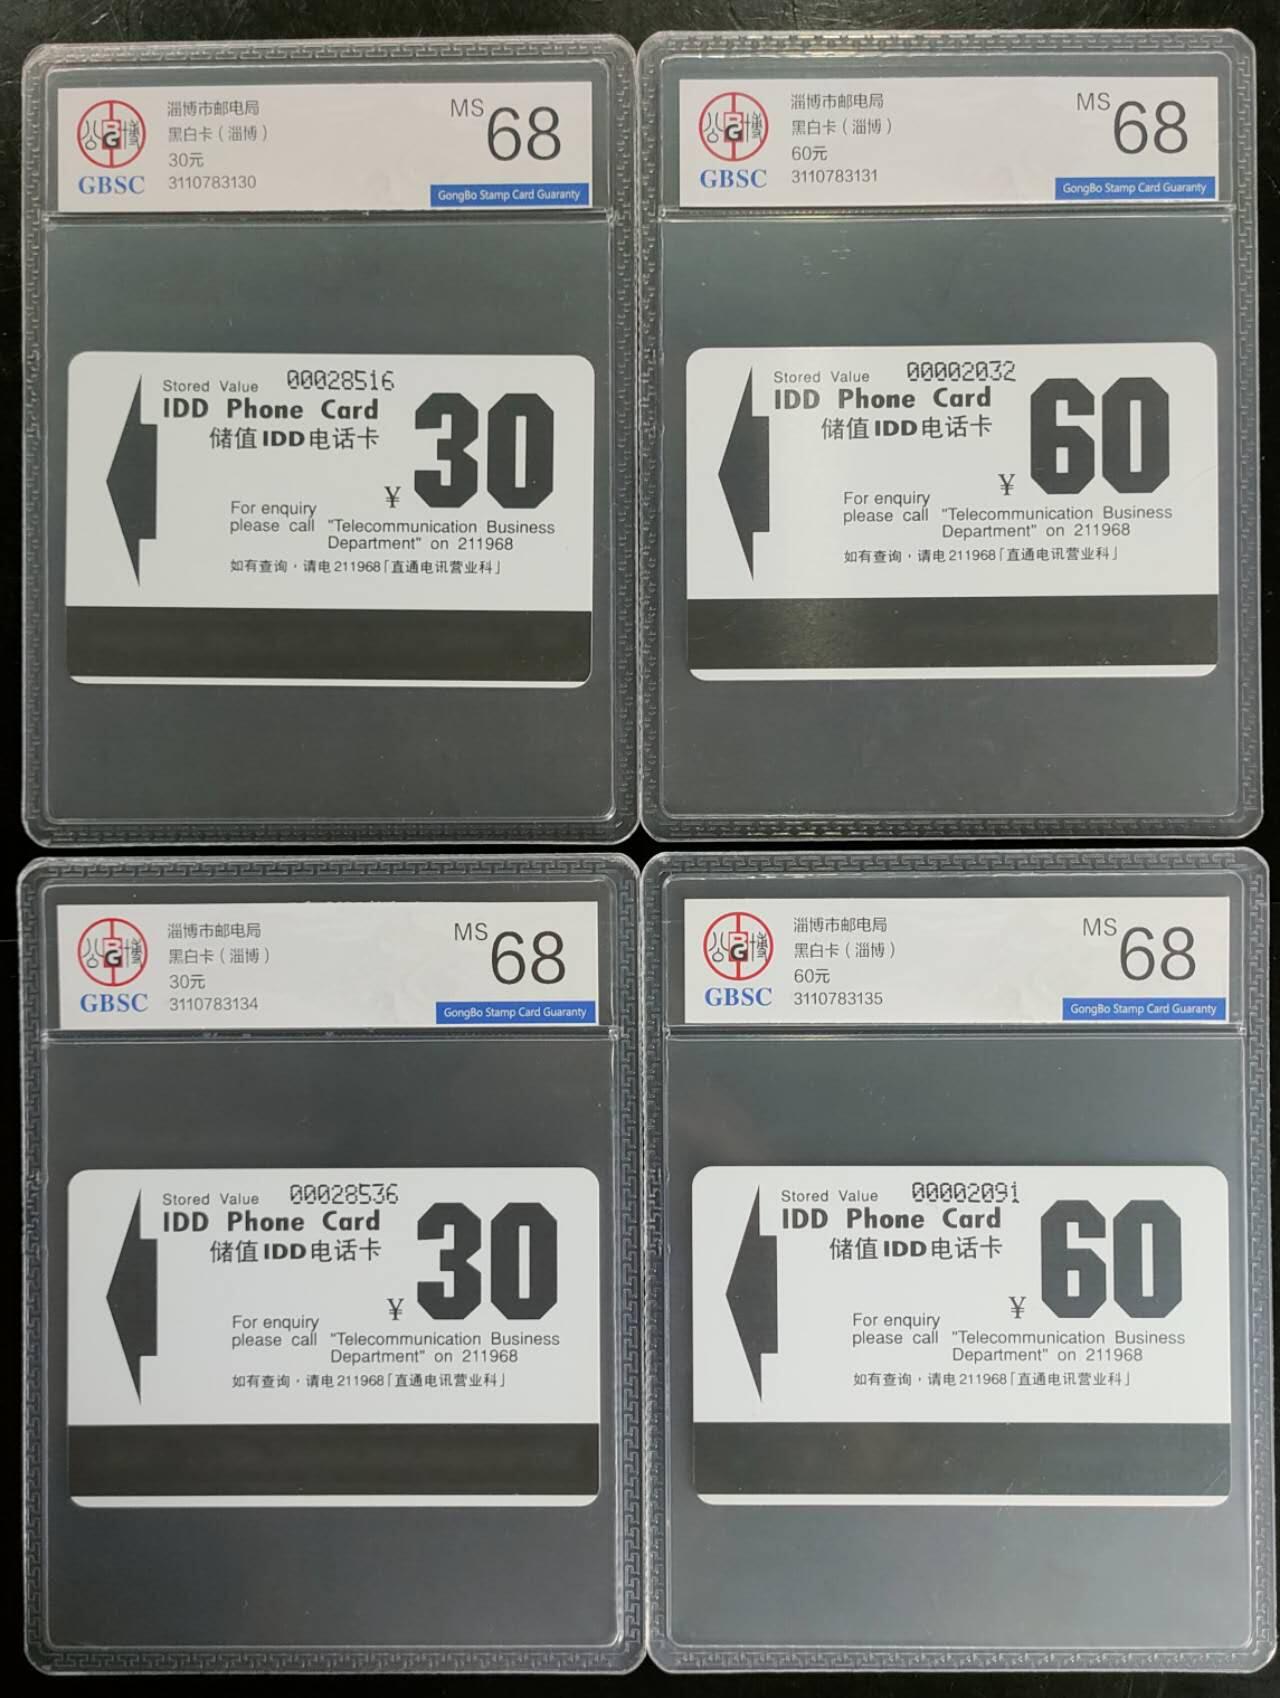 淄博市邮电局
黑白卡（淄博）
30元
3110783130
GBSC
MS 68
GongBo Stamp Card Guaranty
Stored Value 00028516
IDD Phone Card
储值IDD电话卡
¥ 30
For enquiry
please call "Telecommunication Business
Department" on 211968
如有查询，请电211968「直通电讯营业科」
淄博市邮电局
黑白卡（淄博）
60元
3110783131
GBSC
MS 68
GongBo Stamp Card Guaranty
Stored Value 00002032
IDD Phone Card
储值IDD电话卡
¥ 60
For enquiry
please call "Telecommunication Business
Department" on 211968
如有查询，请电211968「直通电讯营业科」
淄博市邮电局
黑白卡（淄博）
30元
3110783134
GBSC
MS 68
GongBo Stamp Card Guaranty
Stored Value 00028536
IDD Phone Card
储值IDD电话卡
¥ 30
For enquiry
please call "Telecommunication Business
Department" on 211968
如有查询，请电211968「直通电讯营业科」
淄博市邮电局
黑白卡（淄博）
60元
3110783135
GBSC
MS 68
GongBo Stamp Card Guaranty
Stored Value 00002091
IDD Phone Card
储值IDD电话卡
¥ 60
For enquiry
please call "Telecommunication Business
Department" on 211968
如有查询，请电211968「直通电讯营业科」